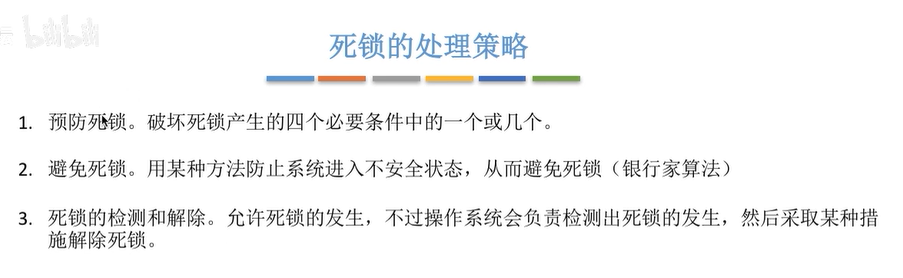 bilibili
死锁的处理策略
1. 预防死锁。破坏死锁产生的四个必要条件中的一个或几个。
2. 避免死锁。用某种方法防止系统进入不安全状态，从而避免死锁（银行家算法）
3. 死锁的检测和解除。允许死锁的发生，不过操作系统会负责检测出死锁的发生，然后采取某种措
施解除死锁。